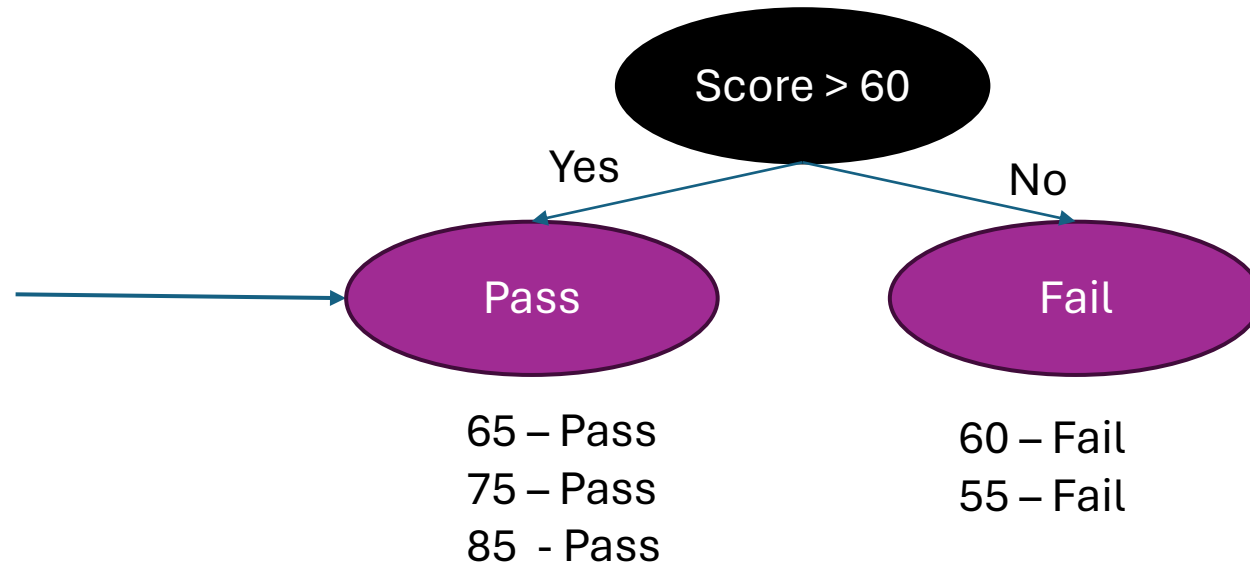 Score > 60
Yes
No
Pass
Fail
65 – Pass
75 – Pass
85  - Pass
60 – Fail
55 – Fail